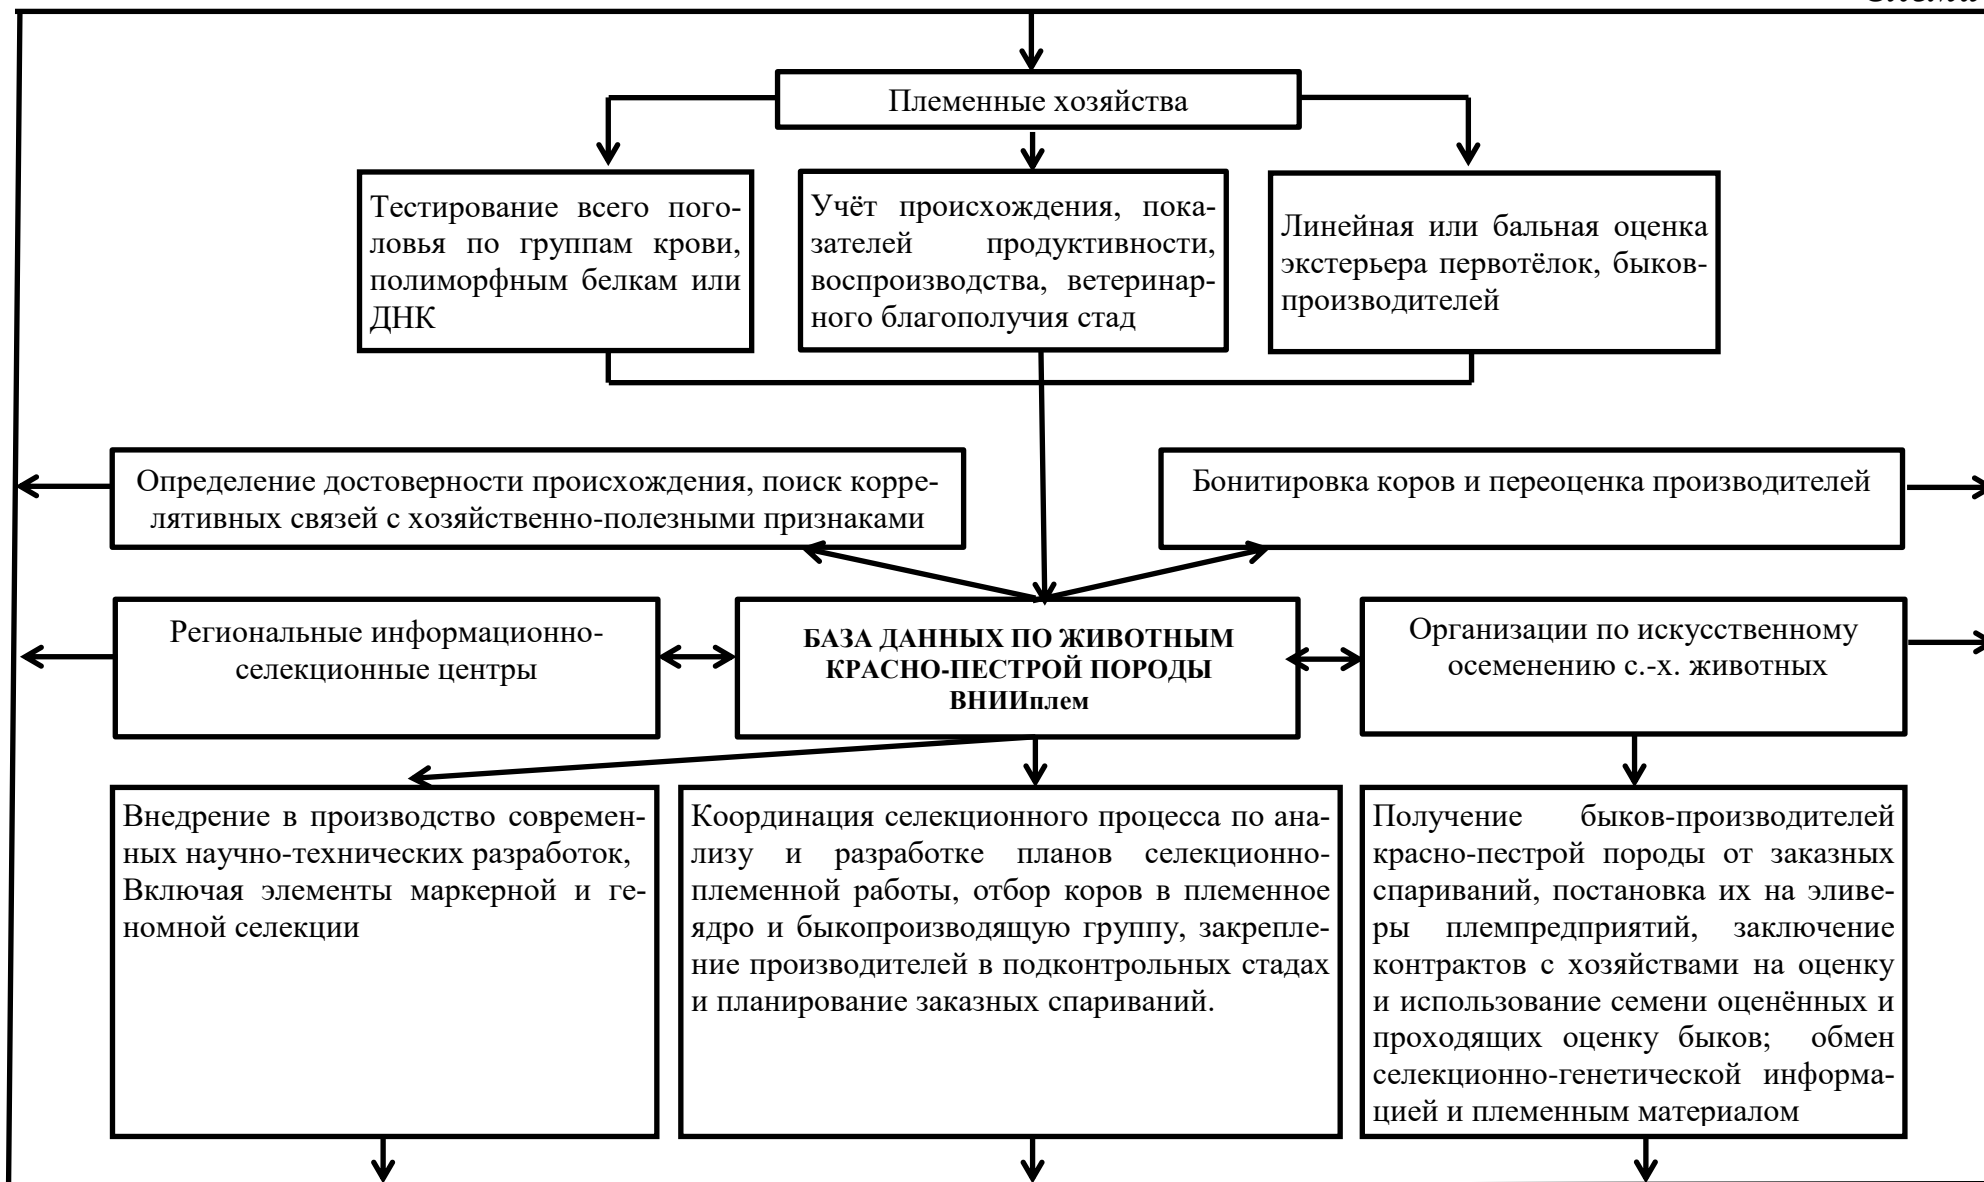 Племенные хозяйства
Тестирование всего пого-
ловья по группам крови,
полиморфным белкам или
ДНК
Учёт происхождения, пока-
зателей продуктивности,
воспроизводства, ветеринар-
ного благополучия стад
Линейная или бальная оценка
экстерьера первотёлок, быков-
производителей
Определение достоверности происхождения, поиск корре-
лятивных связей с хозяйственно-полезными признаками
Бонитировка коров и переоценка производителей
Региональные информационно-
селекционные центры
БАЗА ДАННЫХ ПО ЖИВОТНЫМ
КРАСНО-ПЕСТРОЙ ПОРОДЫ
ВНИИплем
Организации по искусственному
осеменению с.-х. животных
Внедрение в производство современ-
ных научно-технических разработок,
Включая элементы маркерной и ге-
номной селекции
Координация селекционного процесса по ана-
лизу и разработке планов селекционно-
племенной работы, отбор коров в племенное
ядро и быкопроизводящую группу, закрепле-
ние производителей в подконтрольных стадах
и планирование заказных спариваний.
Получение быков-производителей
красно-пестрой породы от заказных
спариваний, постановка их на эливе-
ры племпредприятий, заключение
контрактов с хозяйствами на оценку
и использование семени оценённых и
проходящих оценку быков; обмен
селекционно-генетической информа-
цией и племенным материалом